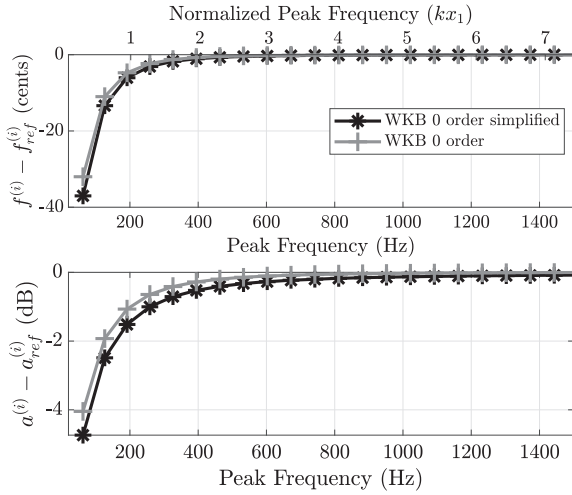 Normalized Peak Frequency (kx₁)
1 2 3 4 5 6 7
0
-20
-40
f⁽ⁱ⁾ − f_ref⁽ⁱ⁾ (cents)
WKB 0 order simplified
WKB 0 order
200 400 600 800 1000 1200 1400
Peak Frequency (Hz)
0
-2
-4
a⁽ⁱ⁾ − a_ref⁽ⁱ⁾ (dB)
200 400 600 800 1000 1200 1400
Peak Frequency (Hz)